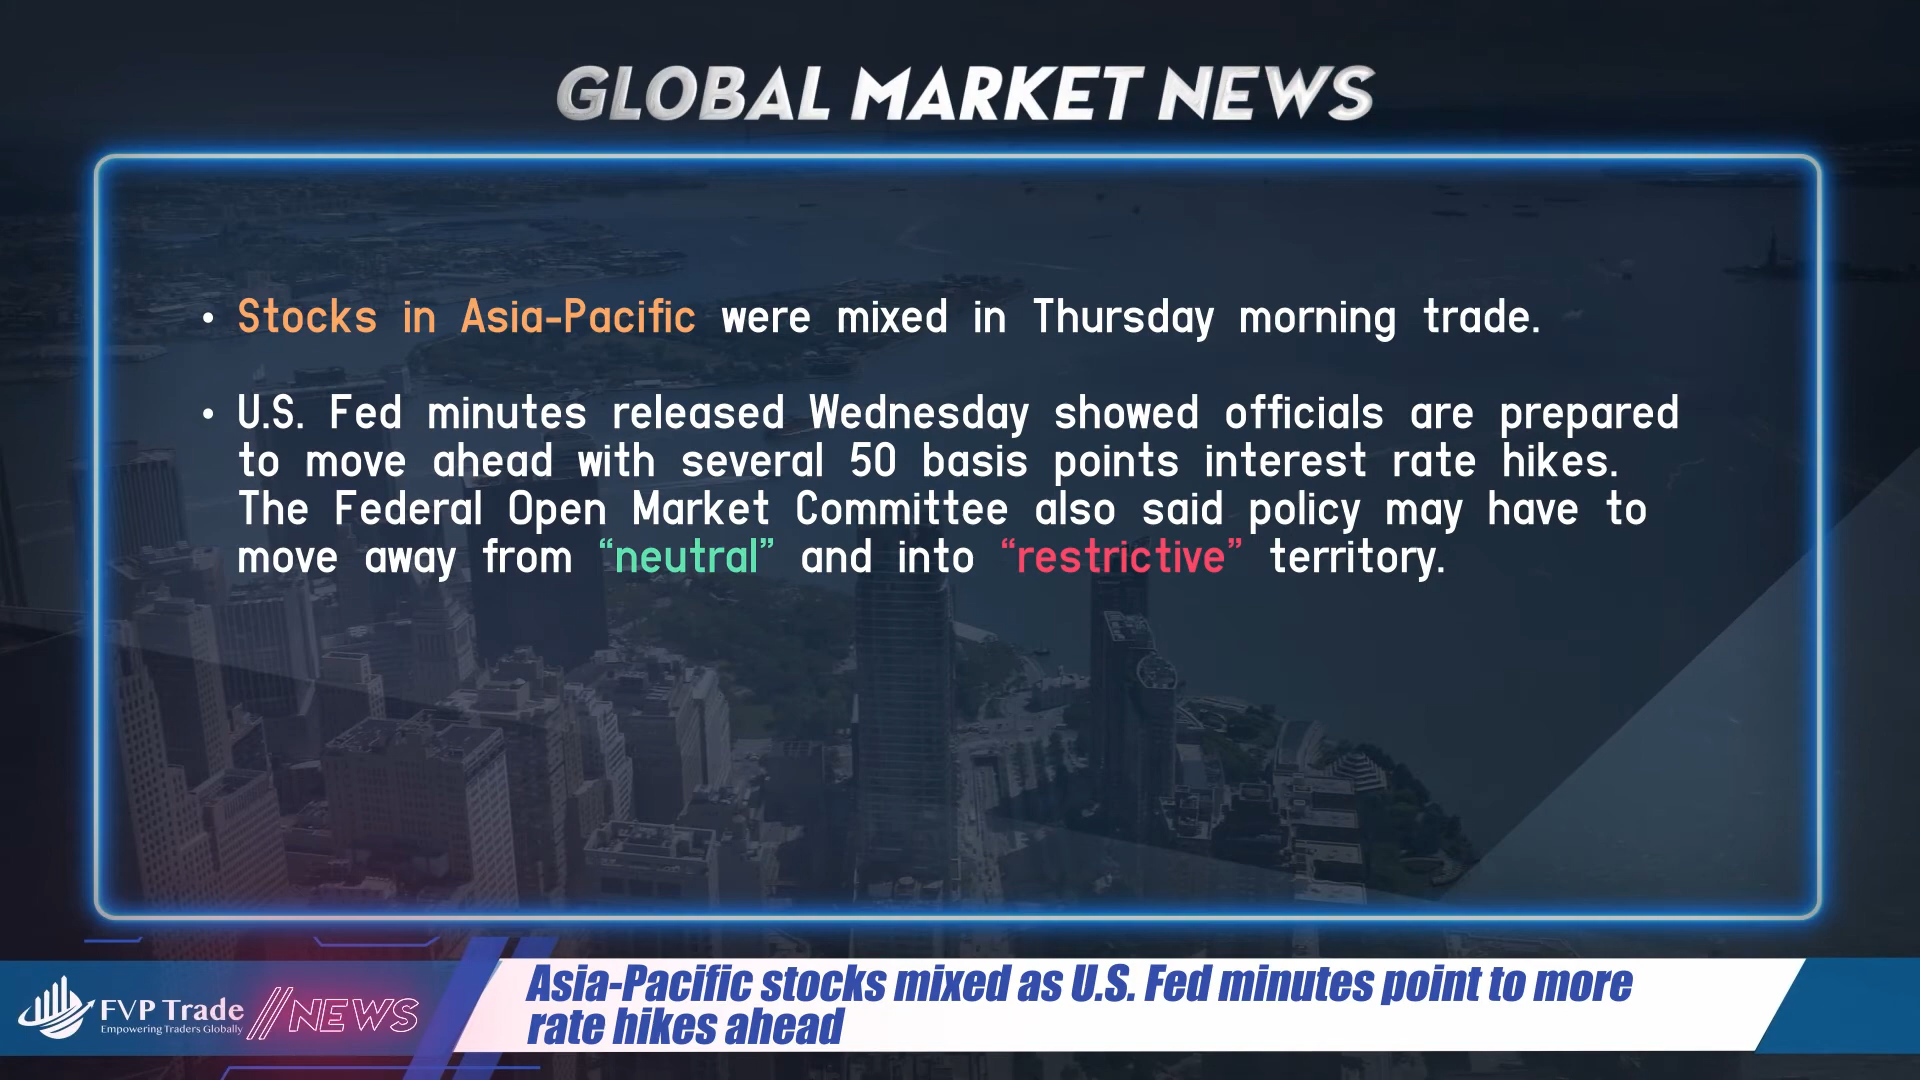 GLOBAL MARKET NEWS
• Stocks in Asia-Pacific were mixed in Thursday morning trade.
• U.S. Fed minutes released Wednesday showed officials are prepared
to move ahead with several 50 basis points interest rate hikes.
The Federal Open Market Committee also said policy may have to
move away from “neutral” and into “restrictive” territory.
FVP Trade
Empowering Traders Globally
//NEWS
Asia-Pacific stocks mixed as U.S. Fed minutes point to more
rate hikes ahead